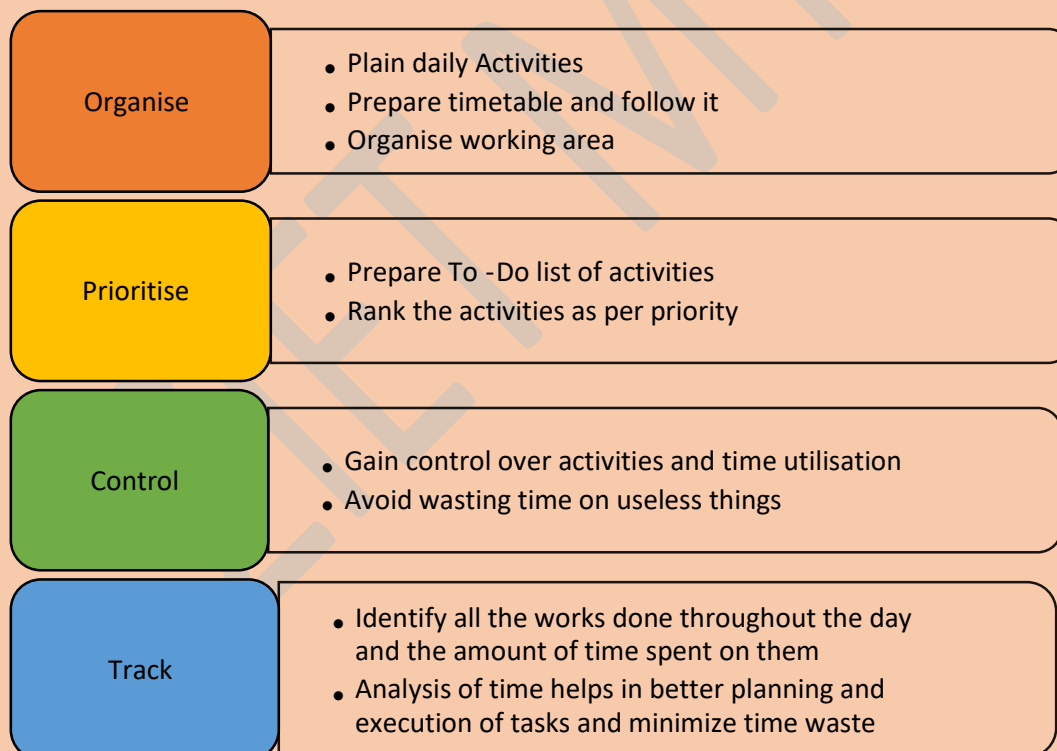 Organise
• Plain daily Activities
• Prepare timetable and follow it
• Organise working area
Prioritise
• Prepare To -Do list of activities
• Rank the activities as per priority
Control
• Gain control over activities and time utilisation
• Avoid wasting time on useless things
Track
• Identify all the works done throughout the day
and the amount of time spent on them
• Analysis of time helps in better planning and
execution of tasks and minimize time waste